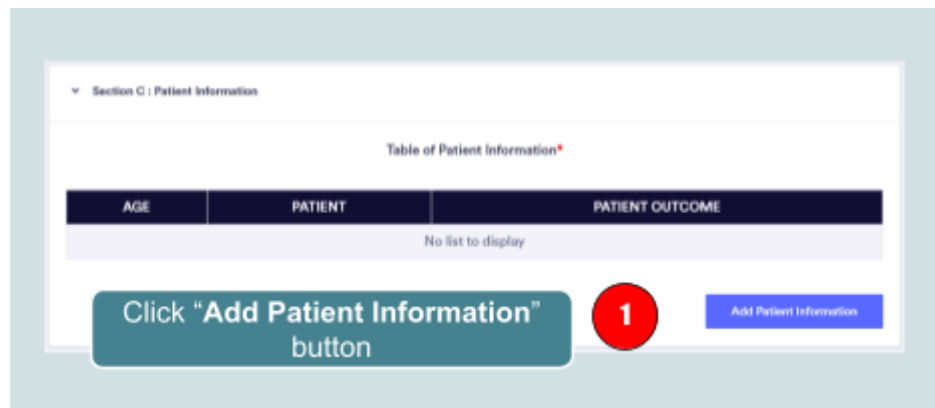 Section C : Patient Information
Table of Patient Information*
AGE PATIENT PATIENT OUTCOME
No list to display
Click “Add Patient Information”
button
1
Add Patient Information